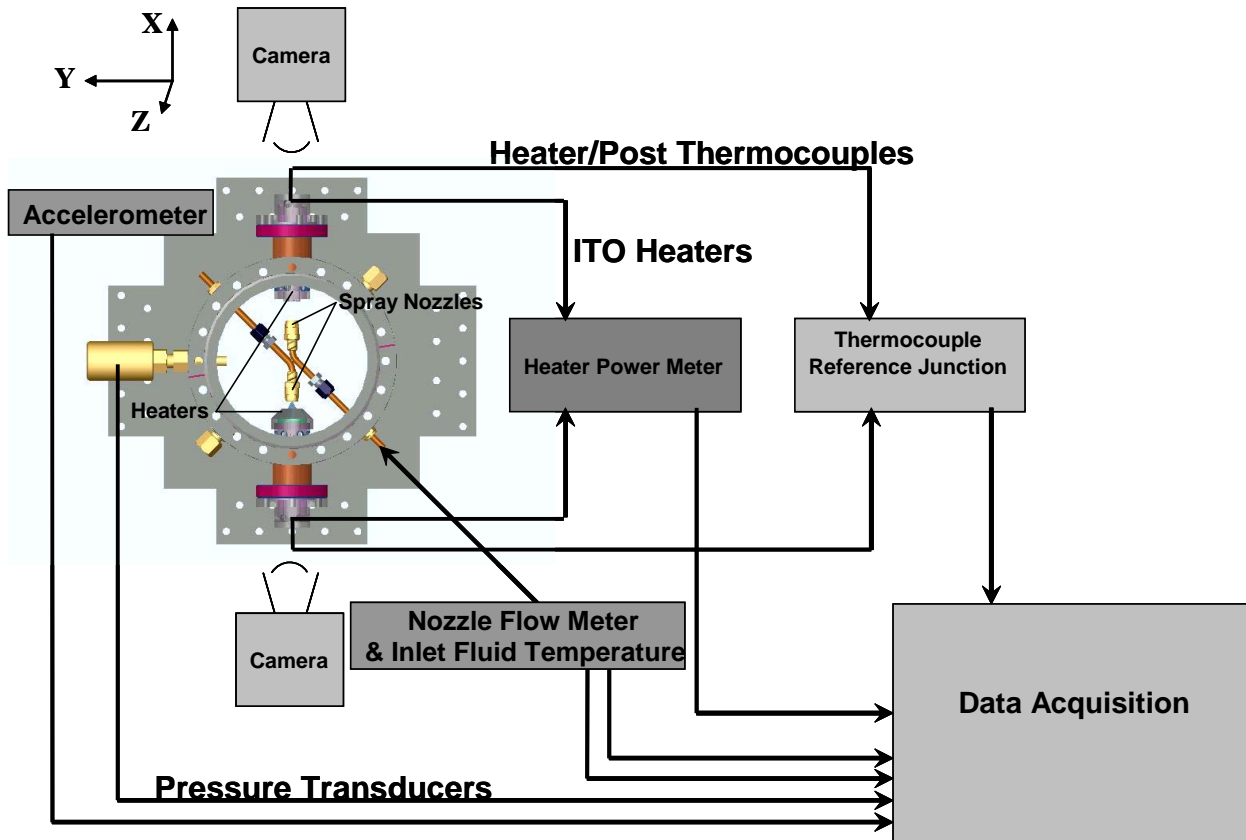 X
Y
Z
Camera
Heater/Post Thermocouples
Accelerometer
ITO Heaters
Spray Nozzles
Heater Power Meter
Thermocouple
Reference Junction
Heaters
Nozzle Flow Meter
& Inlet Fluid Temperature
Camera
Data Acquisition
Pressure Transducers